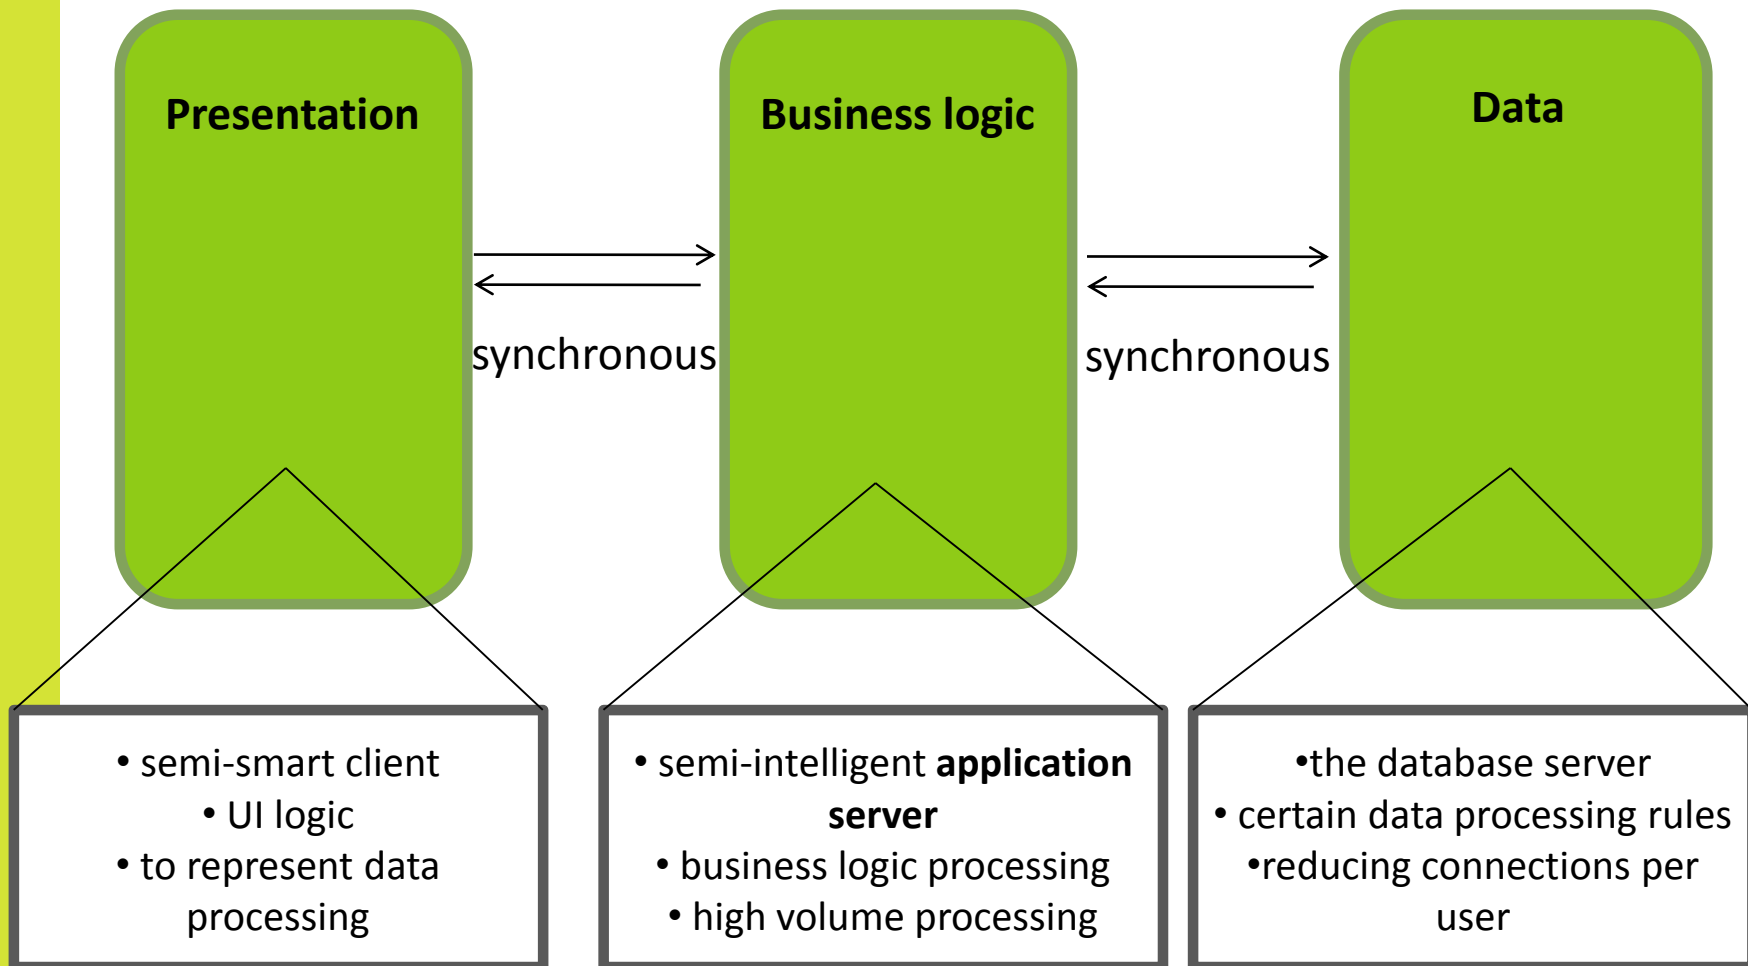 Presentation
Business logic
Data
synchronous
synchronous
• semi-smart client
• UI logic
• to represent data
processing
• semi-intelligent application
server
• business logic processing
• high volume processing
•the database server
• certain data processing rules
•reducing connections per
user